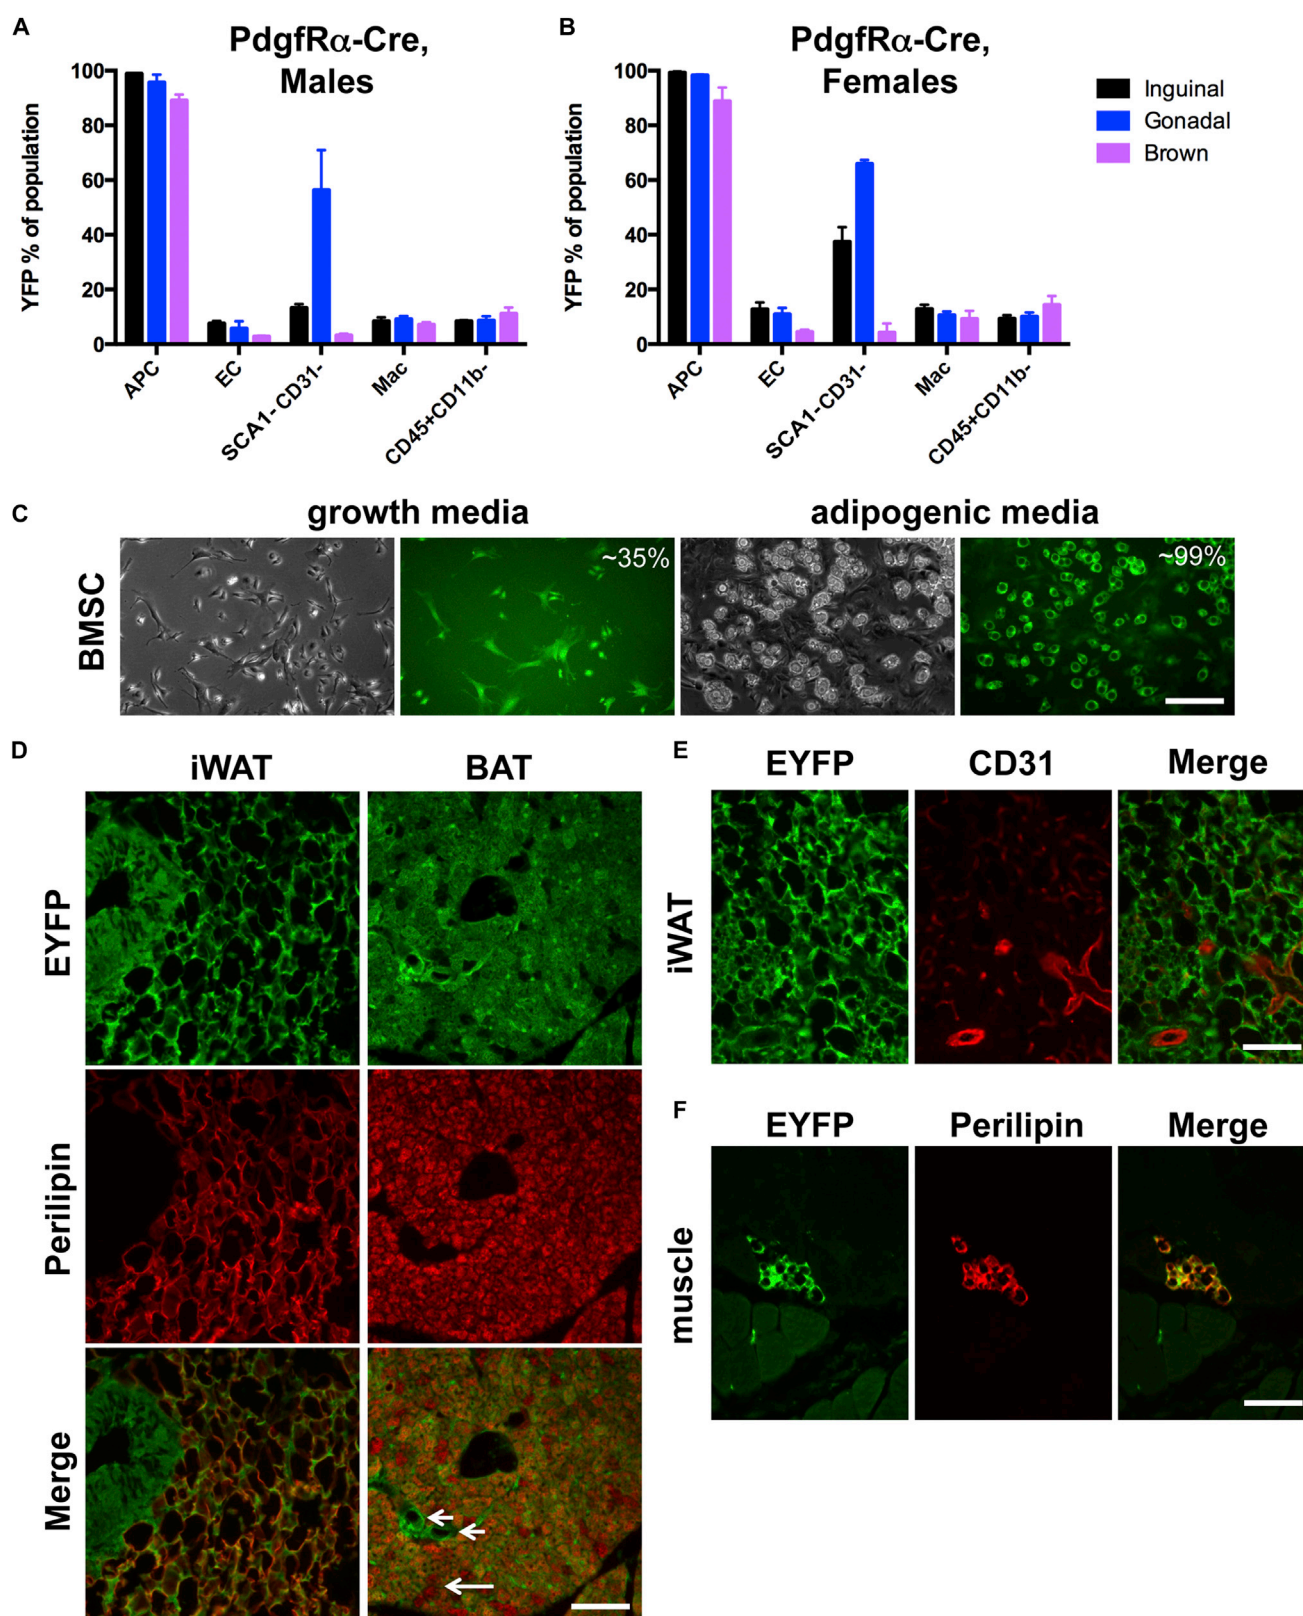 A
PdgfRα-Cre,
Males
YFP % of population
100
80
60
40
20
0
APC
EC
SCA1- CD31-
Mac
CD45+CD11b-
B
PdgfRα-Cre,
Females
YFP % of population
100
80
60
40
20
0
APC
EC
SCA1-CD31-
Mac
CD45+CD11b-
Inguinal
Gonadal
Brown
C
growth media
adipogenic media
BMSC
~35%
~99%
D
iWAT
BAT
EYFP
Perilipin
Merge
E
EYFP
CD31
Merge
iWAT
F
EYFP
Perilipin
Merge
muscle